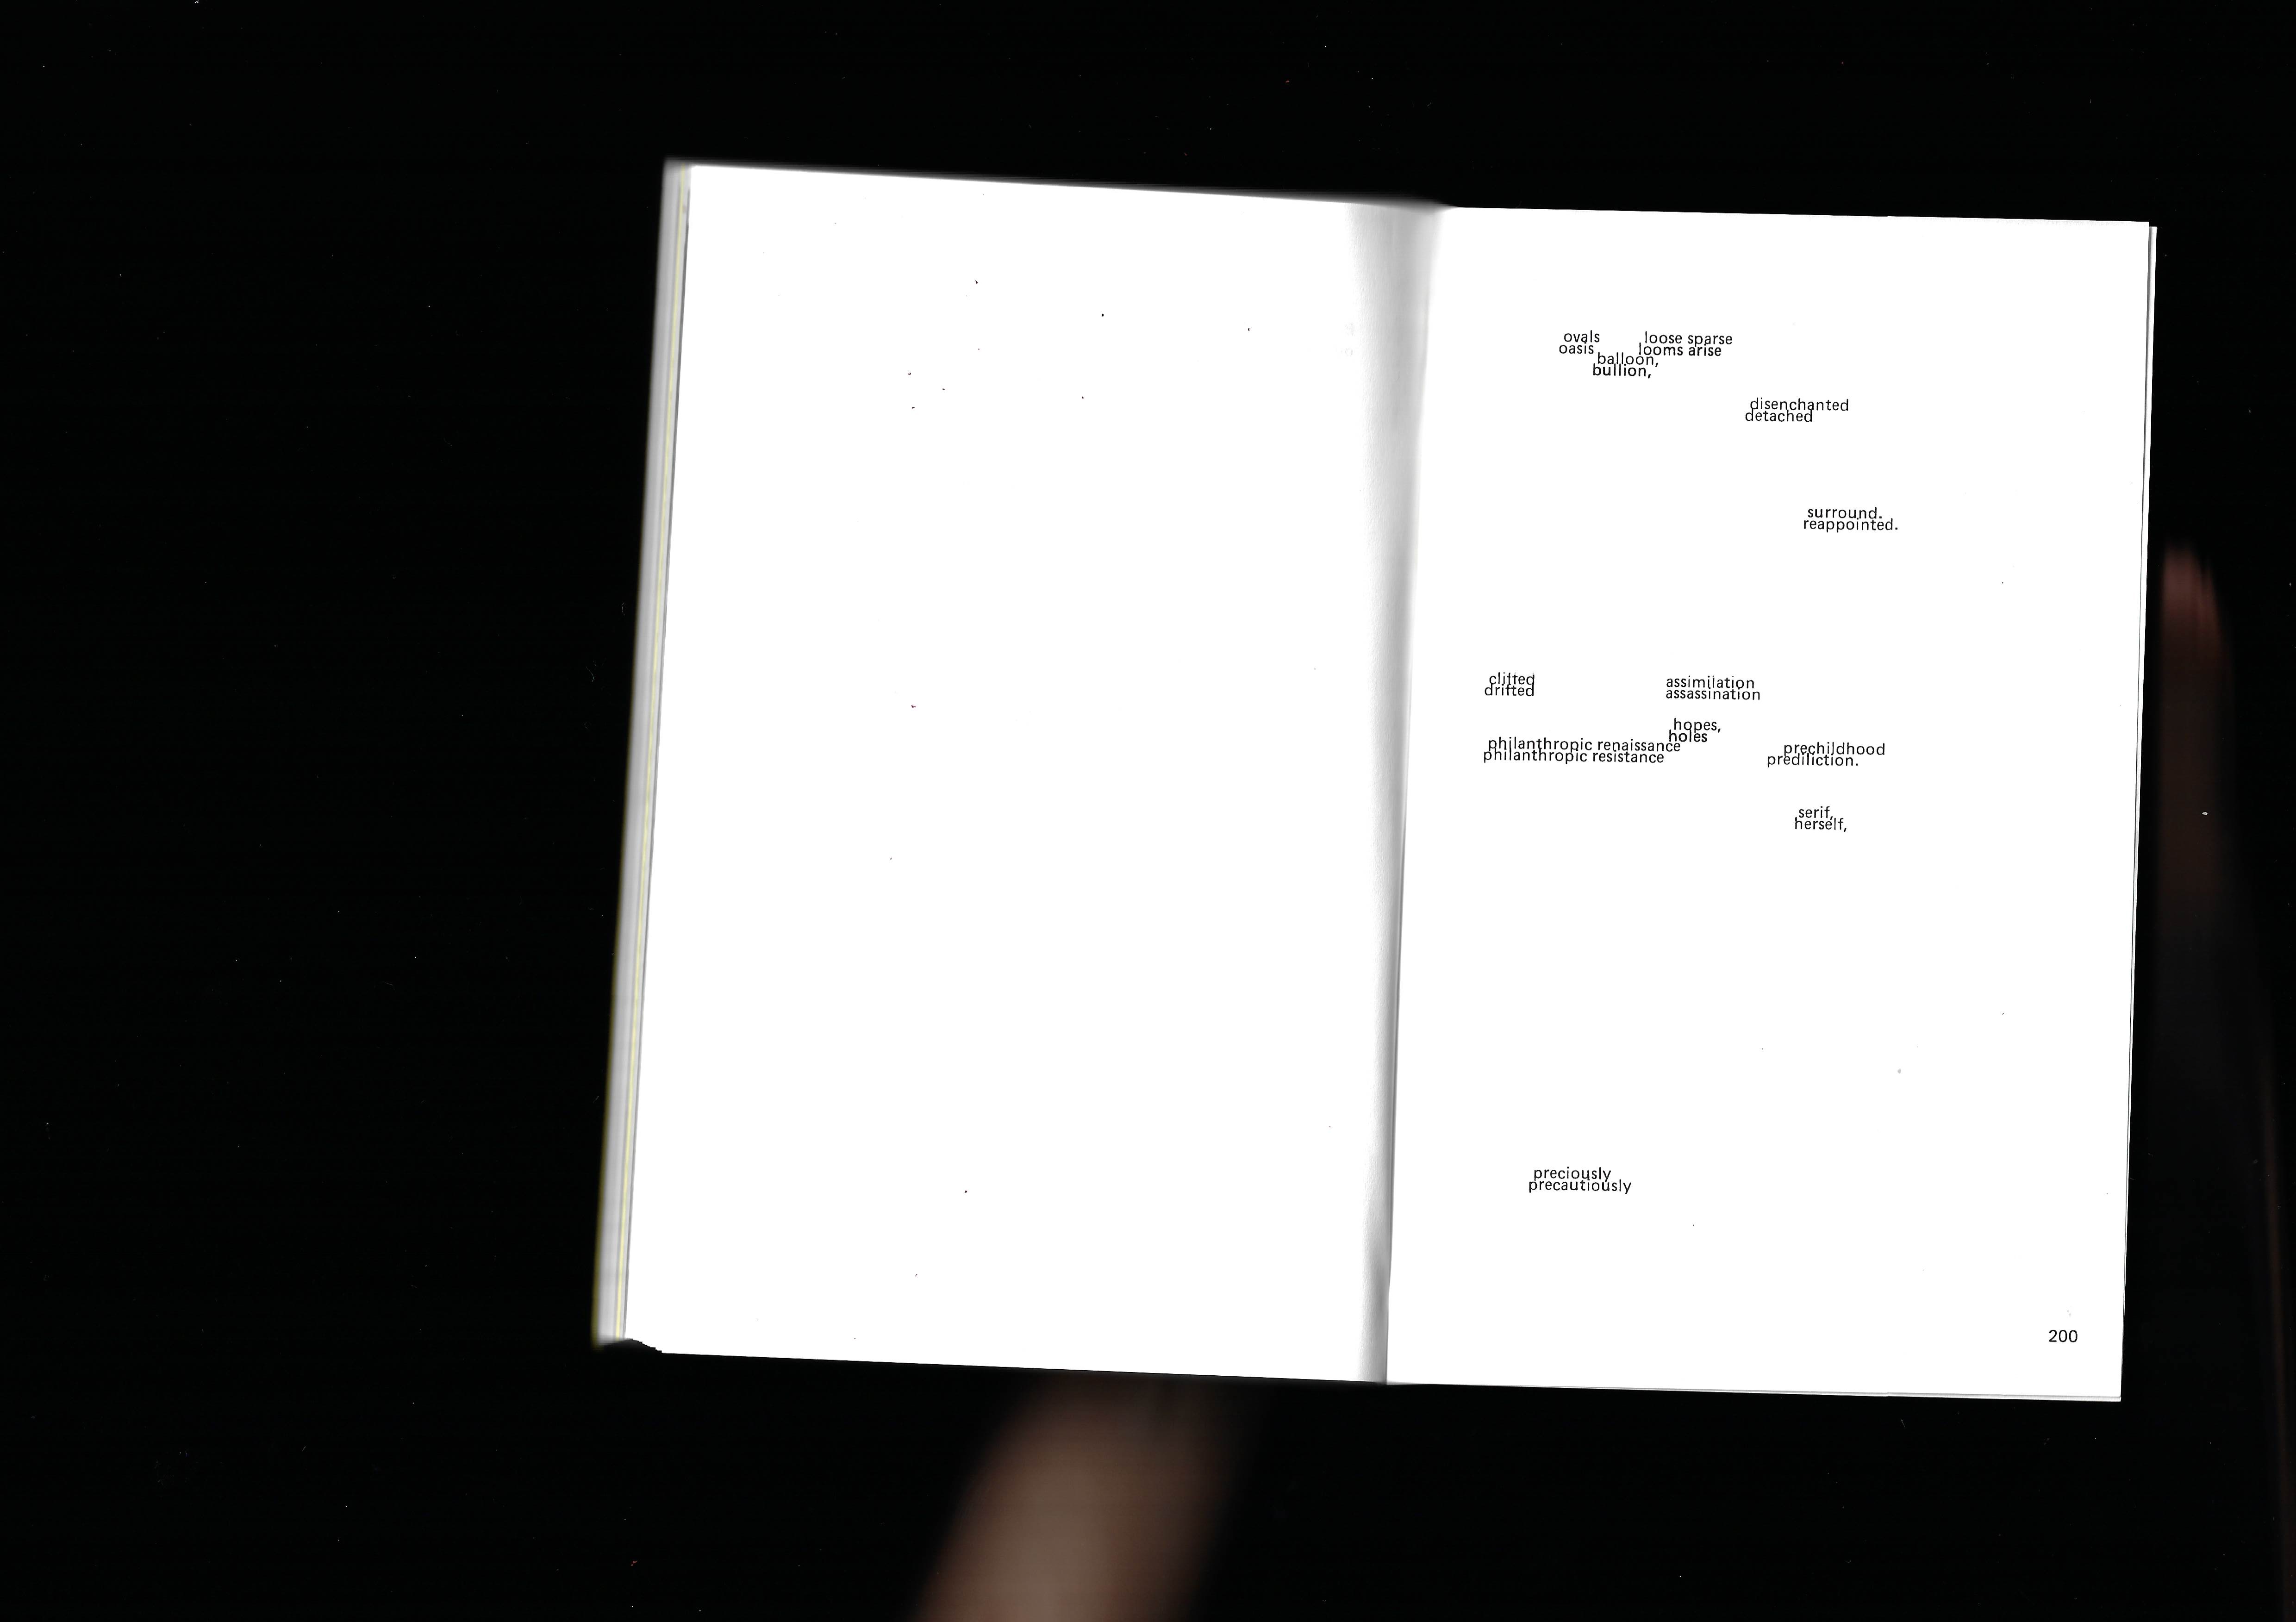 ovals loose sparse
oasis looms arise
balloon,
bullion,
disenchanted
detached
surround.
reappointed.
clifted assimilation
drifted assassination
hopes,
holes
philanthropic renaissance prechildhood
philanthropic resistance prediliction.
serif,
herself,
preciously
precautiously
200